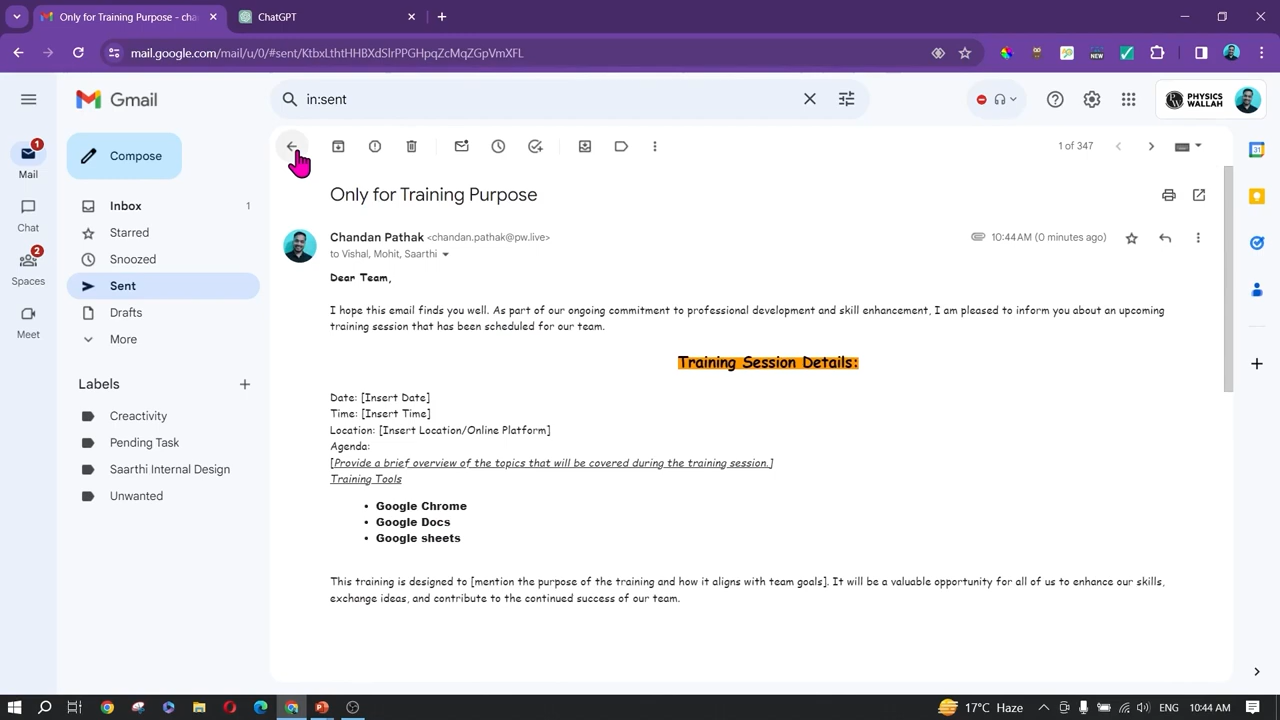 Only for Training Purpose - cha
ChatGPT
mail.google.com/mail/u/0/#sent/KtbxLthtHHBXdSlrPPGHpqZcMqZGpVmXFL
NEW
Gmail
in:sent
PHYSICS
WALLAH
1
Mail
Chat
2
Spaces
Meet
Compose
Inbox 1
Starred
Snoozed
Sent
Drafts
More
Labels
Creactivity
Pending Task
Saarthi Internal Design
Unwanted
1 of 347
Only for Training Purpose
Chandan Pathak <chandan.pathak@pw.live>
10:44 AM (0 minutes ago)
to Vishal, Mohit, Saarthi
Dear Team,
I hope this email finds you well. As part of our ongoing commitment to professional development and skill enhancement, I am pleased to inform you about an upcoming
training session that has been scheduled for our team.
Training Session Details:
Date: [Insert Date]
Time: [Insert Time]
Location: [Insert Location/Online Platform]
Agenda:
[Provide a brief overview of the topics that will be covered during the training session.]
Training Tools
• Google Chrome
• Google Docs
• Google sheets
This training is designed to [mention the purpose of the training and how it aligns with team goals]. It will be a valuable opportunity for all of us to enhance our skills,
exchange ideas, and contribute to the continued success of our team.
17°C Haze
ENG
10:44 AM